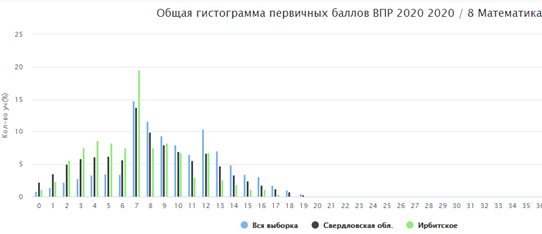 Общая гистограмма первичных баллов ВПР 2020 2020 / 8 Математика
25
20
15
10
5
0
Кол-во уч(%)
0 1 2 3 4 5 6 7 8 9 10 11 12 13 14 15 16 17 18 19 20 21 22 23 24 25 26 27 28 29 30 31 32 33 34 35 36
Вся выборка Свердловская обл. Ирбитское